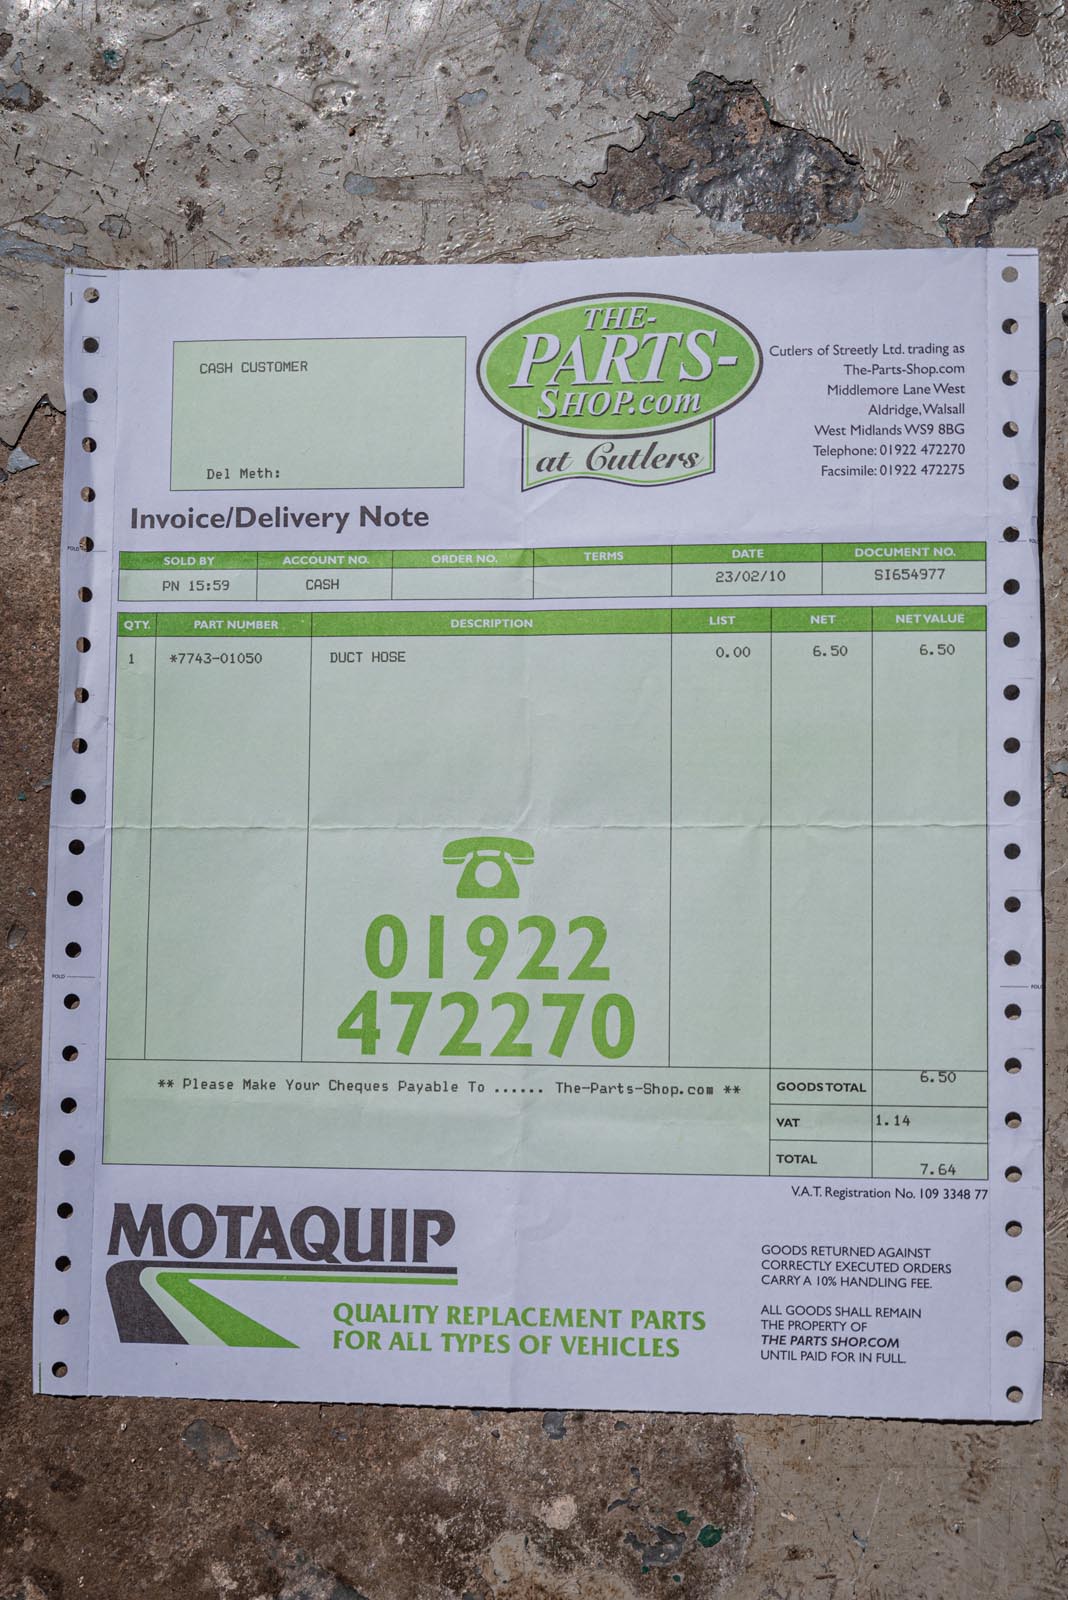 CASH CUSTOMER
Del Meth:
THE-
PARTS-
SHOP.com
at Cutlers
Cutlers of Streetly Ltd. trading as
The-Parts-Shop.com
Middlemore Lane West
Aldridge, Walsall
West Midlands WS9 8BG
Telephone: 01922 472270
Facsimile: 01922 472275
Invoice/Delivery Note
FOLD
FOLD
SOLD BY ACCOUNT NO. ORDER NO. TERMS DATE DOCUMENT NO.
PN 15:59 CASH 23/02/10 SI654977
QTY. PART NUMBER DESCRIPTION LIST NET NET VALUE
1 *7743-01050 DUCT HOSE 0.00 6.50 6.50
01922
472270
FOLD
FOLD
** Please Make Your Cheques Payable To ...... The-Parts-Shop.com **
GOODS TOTAL 6.50
VAT 1.14
TOTAL 7.64
V.A.T. Registration No. 109 3348 77
MOTAQUIP
QUALITY REPLACEMENT PARTS
FOR ALL TYPES OF VEHICLES
GOODS RETURNED AGAINST
CORRECTLY EXECUTED ORDERS
CARRY A 10% HANDLING FEE.
ALL GOODS SHALL REMAIN
THE PROPERTY OF
THE PARTS SHOP.COM
UNTIL PAID FOR IN FULL.